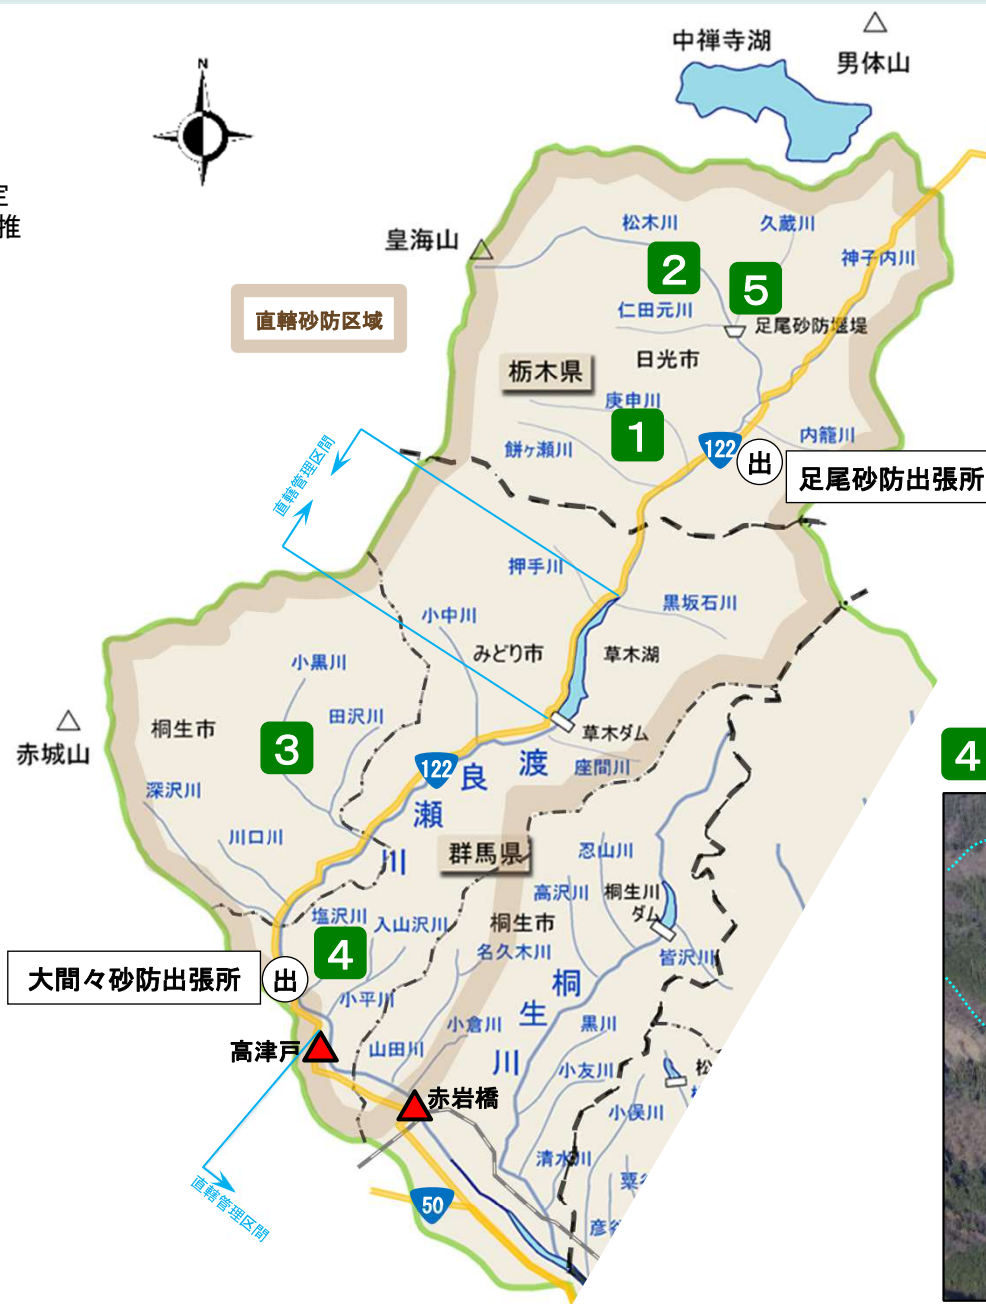 中禅寺湖
男体山
N
定
推
皇海山
松木川
久蔵川
神子内川
2
5
直轄砂防区域
仁田元川
足尾砂防堰堤
日光市
栃木県
庚申川
1
餅ヶ瀬川
122
出
内籠川
足尾砂防出張所
直轄管理区間
押手川
黒坂石川
小中川
みどり市
草木湖
小黒川
田沢川
桐生市
赤城山
3
草木ダム
座間川
122
渡
良
瀬
川
4
深沢川
川口川
群馬県
忍山川
高沢川
桐生川
ダム
塩沢川
入山沢川
桐生市
名久木川
皆沢川
4
大間々砂防出張所
出
小平川
桐
生
川
小倉川
黒川
高津戸
山田川
小友川
松
赤岩橋
小俣川
清水川
粟谷
直轄管理区間
50
彦谷